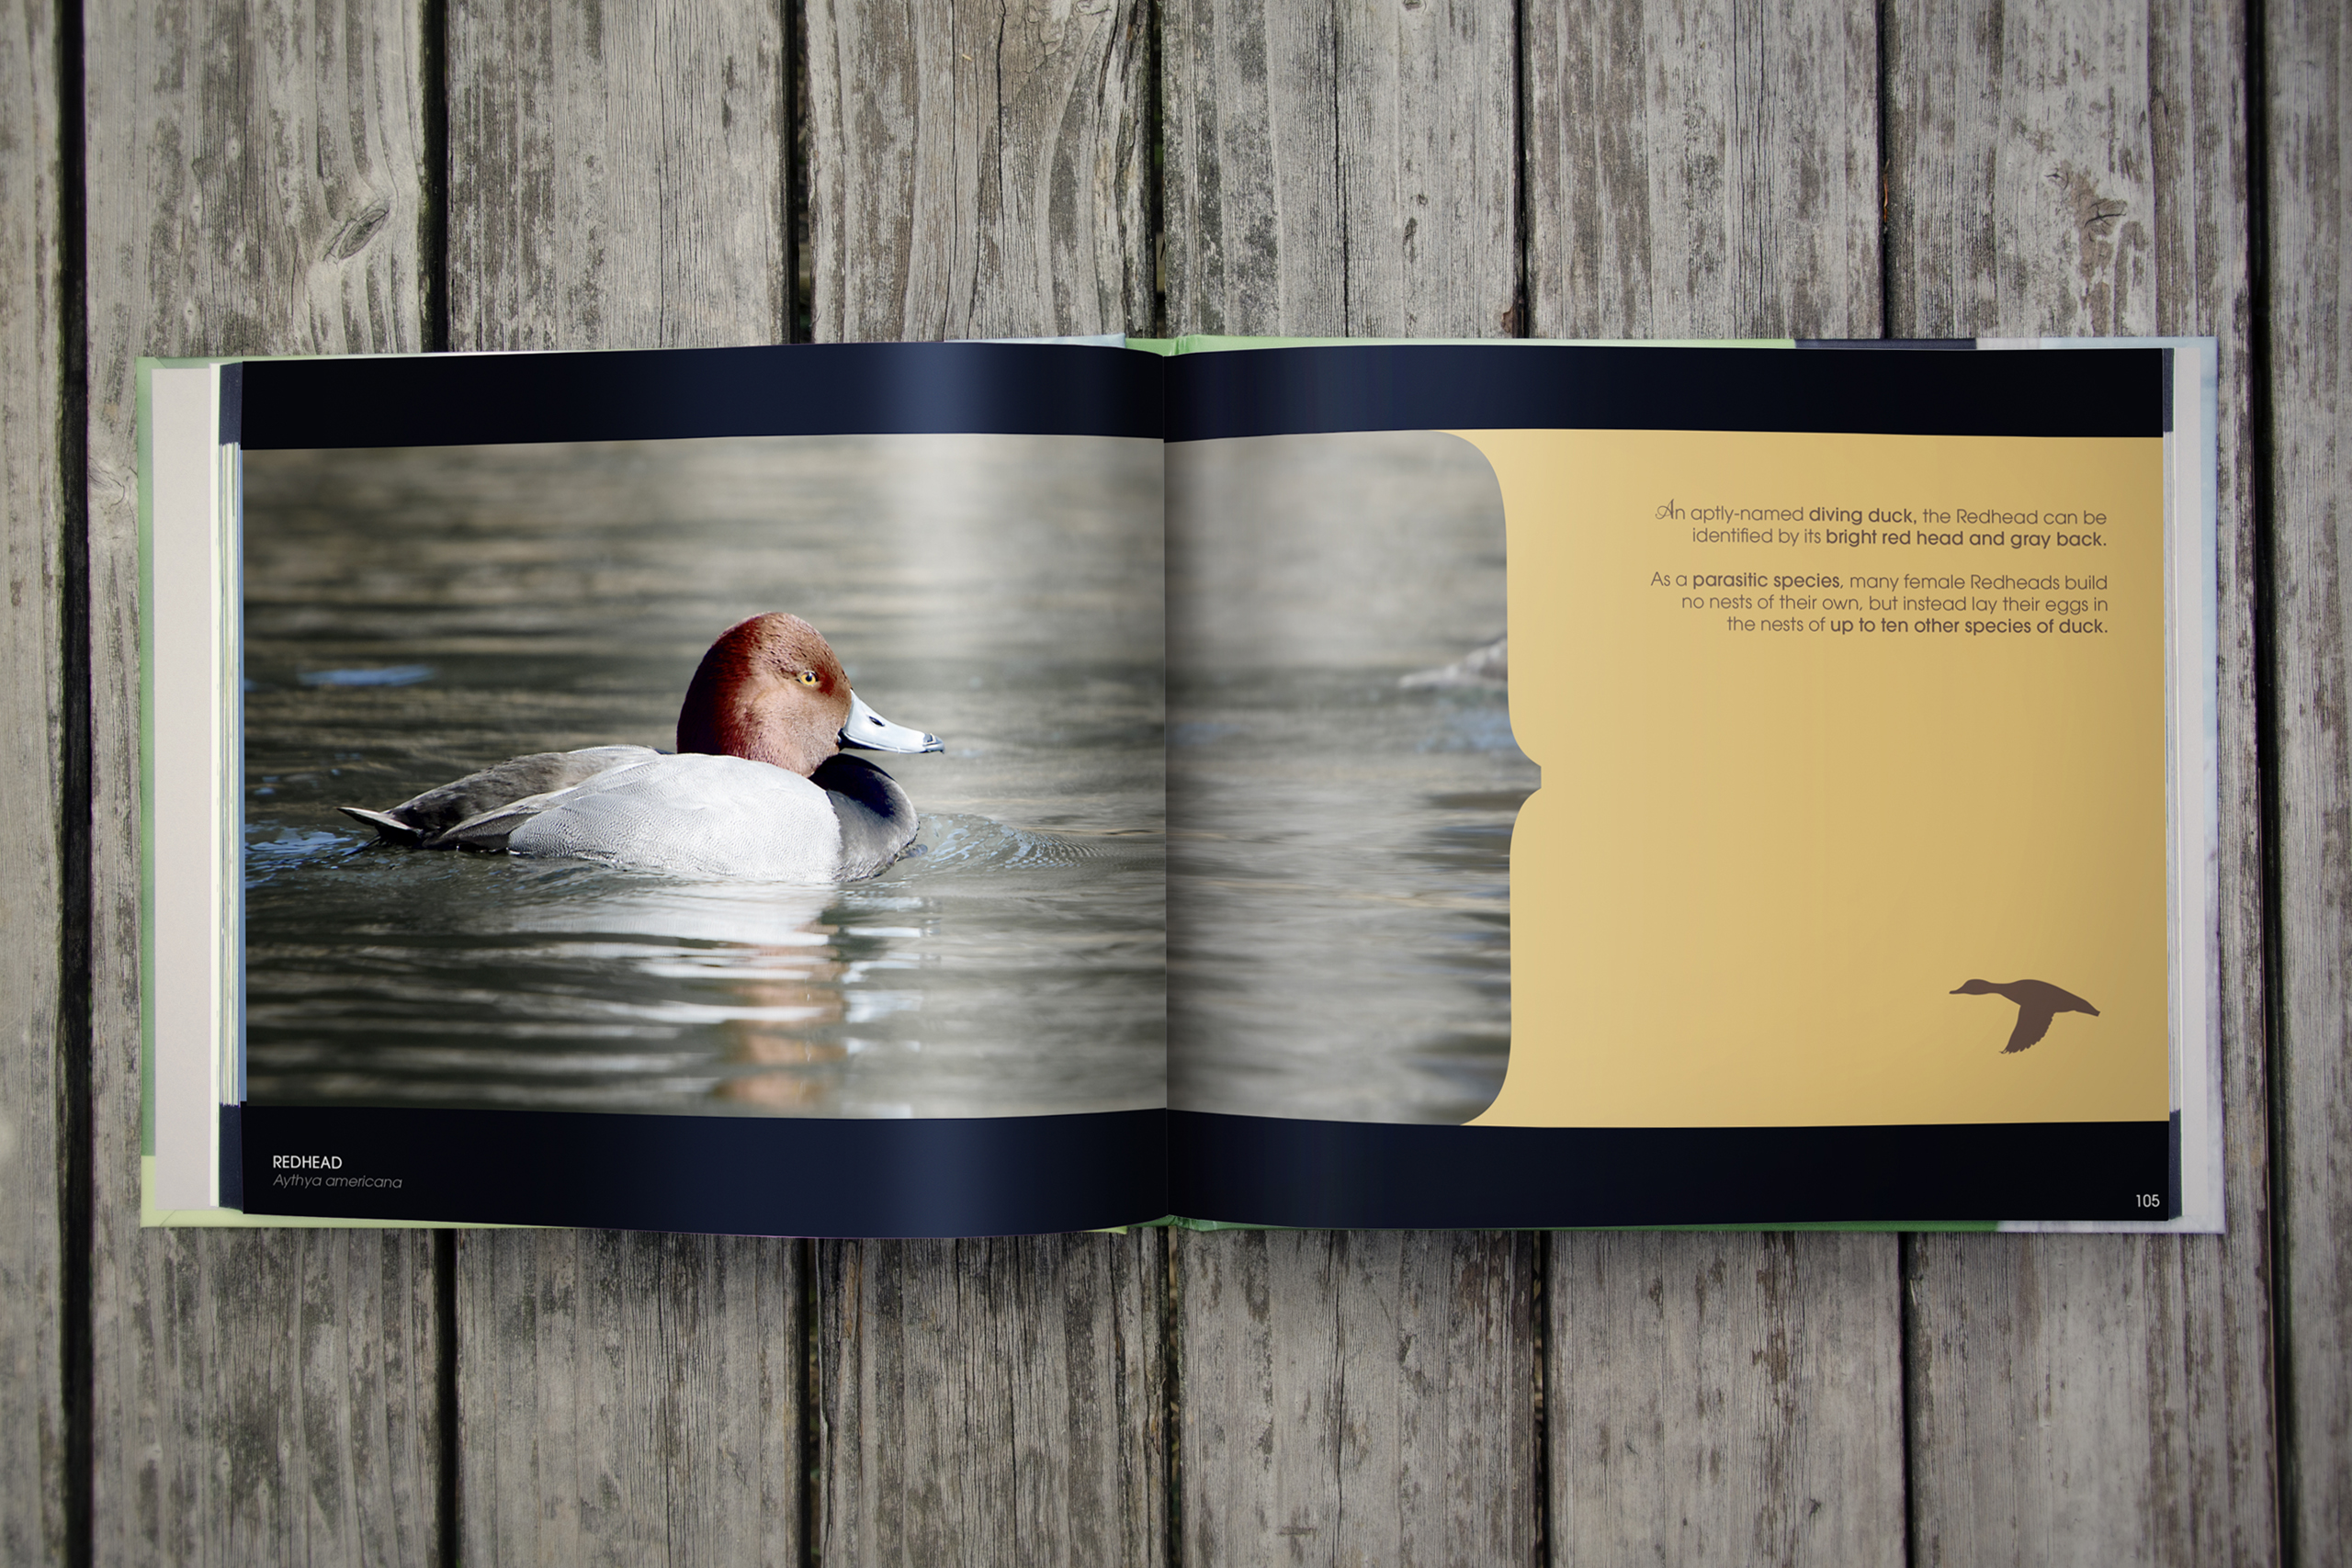 An aptly-named diving duck, the Redhead can be
identified by its bright red head and gray back.
As a parasitic species, many female Redheads build
no nests of their own, but instead lay their eggs in
the nests of up to ten other species of duck.
REDHEAD
Aythya americana
105